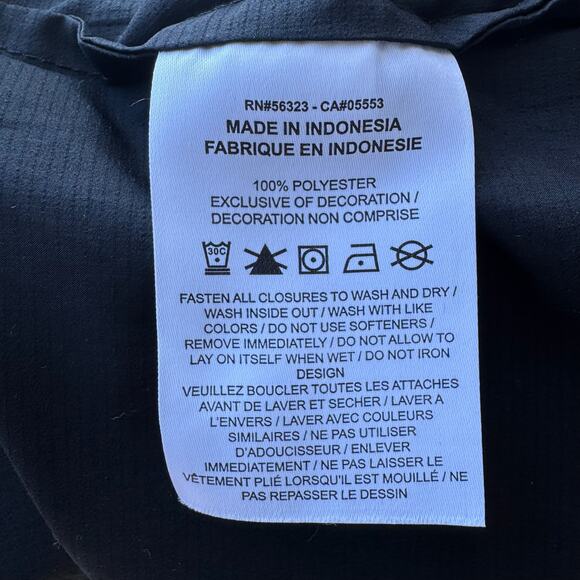 RN#56323 - CA#05553
MADE IN INDONESIA
FABRIQUE EN INDONESIE
100% POLYESTER
EXCLUSIVE OF DECORATION /
DECORATION NON COMPRISE
30C
FASTEN ALL CLOSURES TO WASH AND DRY /
WASH INSIDE OUT / WASH WITH LIKE
COLORS / DO NOT USE SOFTENERS /
REMOVE IMMEDIATELY / DO NOT ALLOW TO
LAY ON ITSELF WHEN WET / DO NOT IRON
DESIGN
VEUILLEZ BOUCLER TOUTES LES ATTACHES
AVANT DE LAVER ET SECHER / LAVER A
L'ENVERS / LAVER AVEC COULEURS
SIMILAIRES / NE PAS UTILISER
D'ADOUCISSEUR / ENLEVER
IMMEDIATEMENT / NE PAS LAISSER LE
VÊTEMENT PLIÉ LORSQU'IL EST MOUILLÉ / NE
PAS REPASSER LE DESSIN